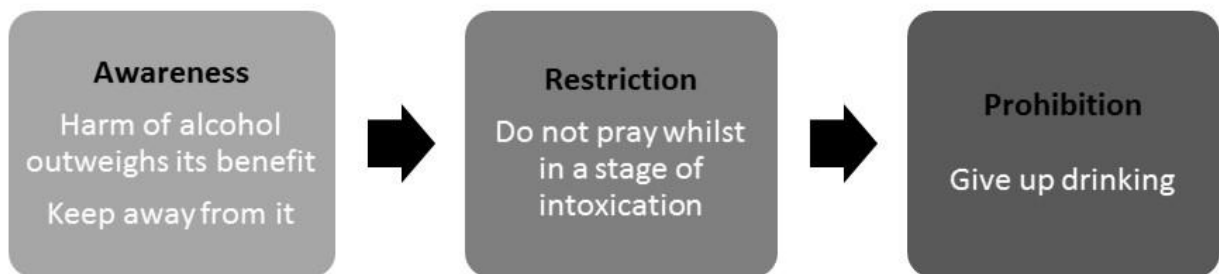 Awareness
Harm of alcohol
outweighs its benefit
Keep away from it
Restriction
Do not pray whilst
in a stage of
intoxication
Prohibition
Give up drinking